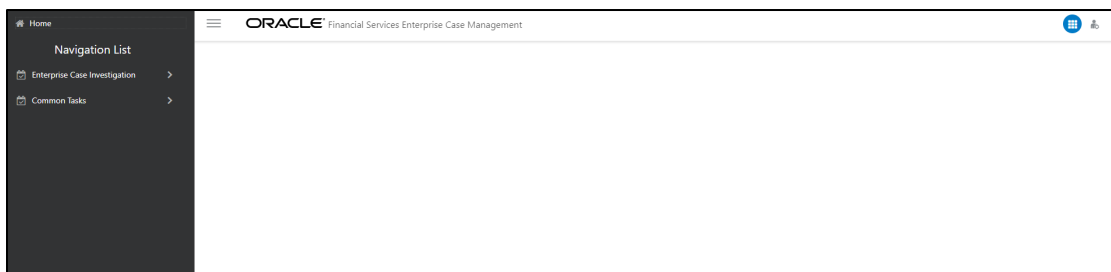 Home
ORACLE® Financial Services Enterprise Case Management
Navigation List
Enterprise Case Investigation
Common Tasks